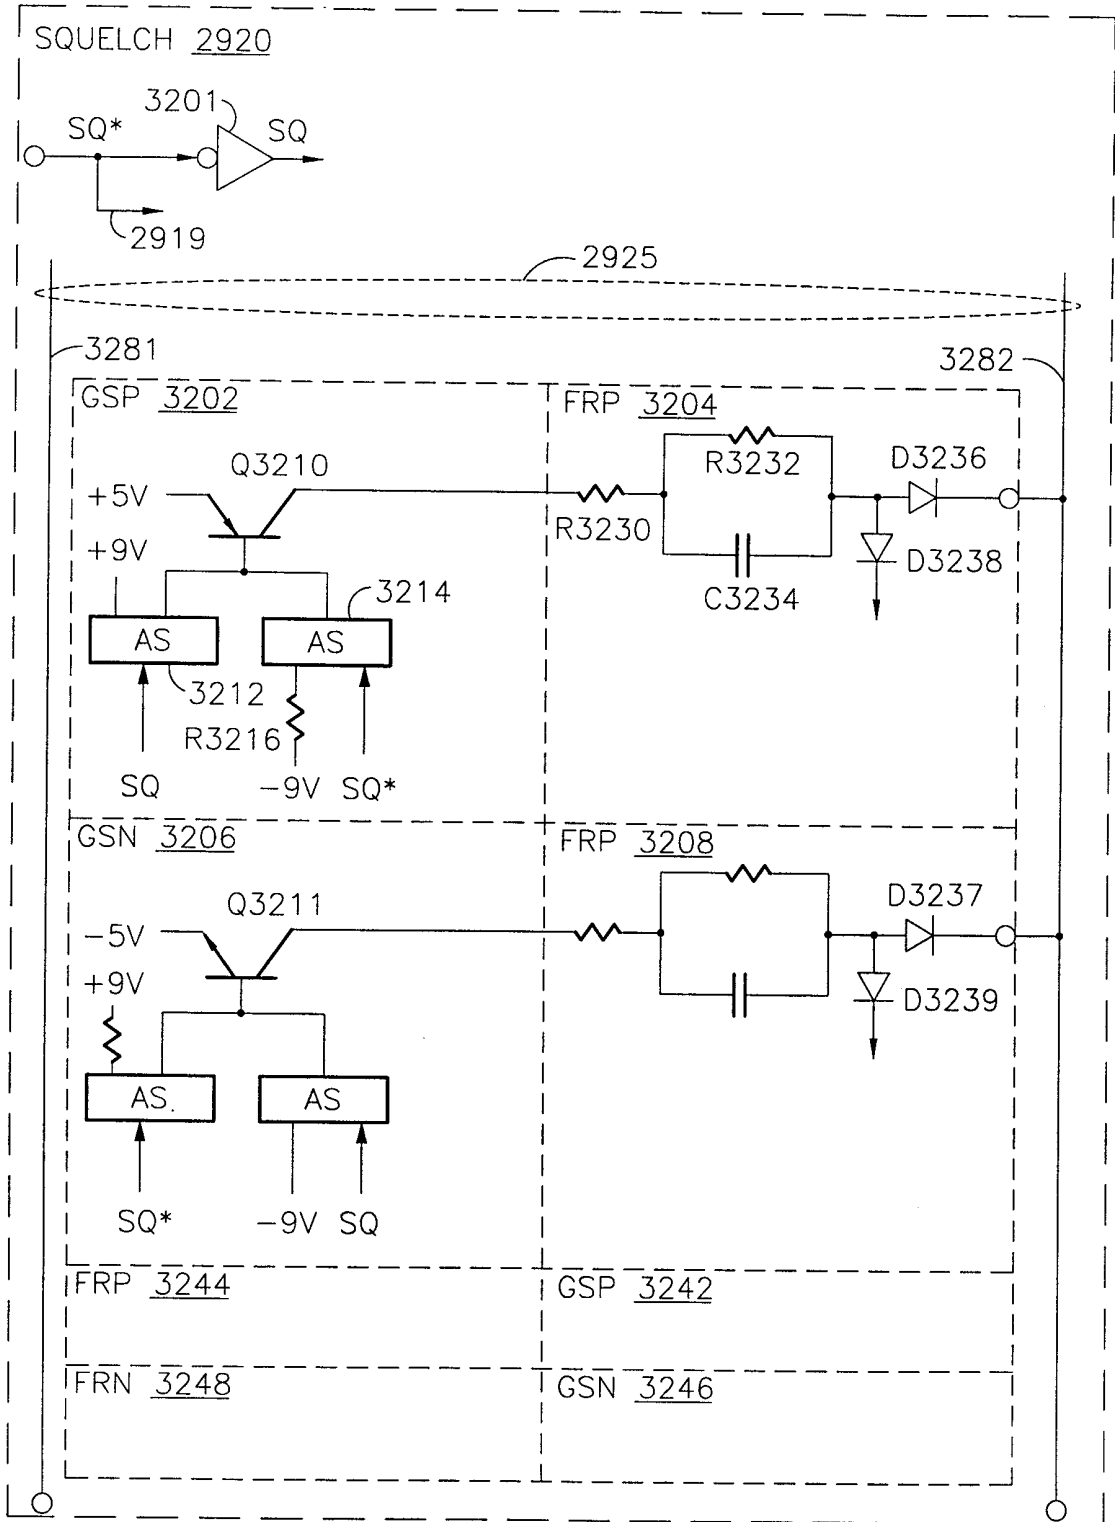 SQUELCH 2920
3201
SQ*
SQ
2919
2925
3281
3282
GSP 3202
FRP 3204
Q3210
R3232
D3236
+5V
R3230
+9V
D3238
3214
C3234
AS
AS
3212
R3216
SQ
−9V
SQ*
GSN 3206
FRP 3208
Q3211
D3237
−5V
+9V
D3239
AS.
AS
SQ*
−9V
SQ
FRP 3244
GSP 3242
FRN 3248
GSN 3246